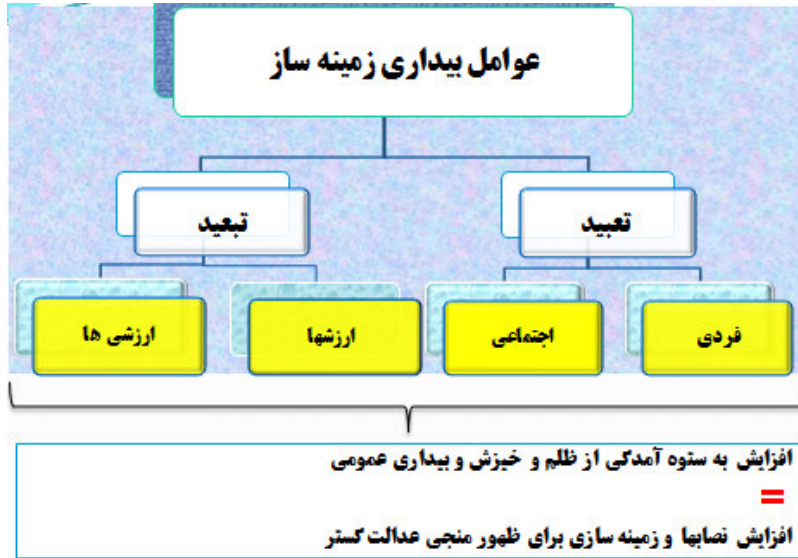 عوامل بیداری زمینه ساز
تعبید
تبعید
فردی
اجتماعی
ارزشها
ارزشی ها
افزایش به ستوه آمدگی از ظلم و خیزش و بیداری عمومی
=
افزایش نصابها و زمینه سازی برای ظهور منجی عدالت گستر